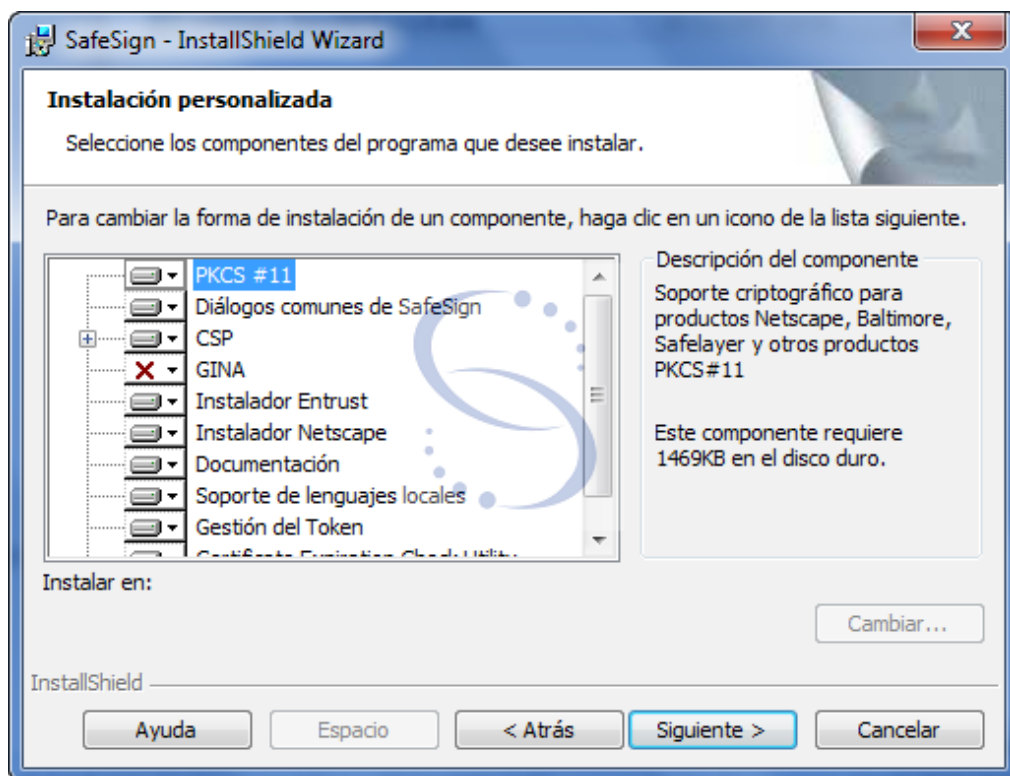 SafeSign - InstallShield Wizard
Instalación personalizada
Seleccione los componentes del programa que desee instalar.
Para cambiar la forma de instalación de un componente, haga clic en un icono de la lista siguiente.
PKCS #11
Diálogos comunes de SafeSign
CSP
GINA
Instalador Entrust
Instalador Netscape
Documentación
Soporte de lenguajes locales
Gestión del Token
Certificate Expiration Check Utility
Descripción del componente
Soporte criptográfico para
productos Netscape, Baltimore,
Safelayer y otros productos
PKCS#11
Este componente requiere
1469KB en el disco duro.
Instalar en:
Cambiar...
InstallShield
Ayuda
Espacio
< Atrás
Siguiente >
Cancelar